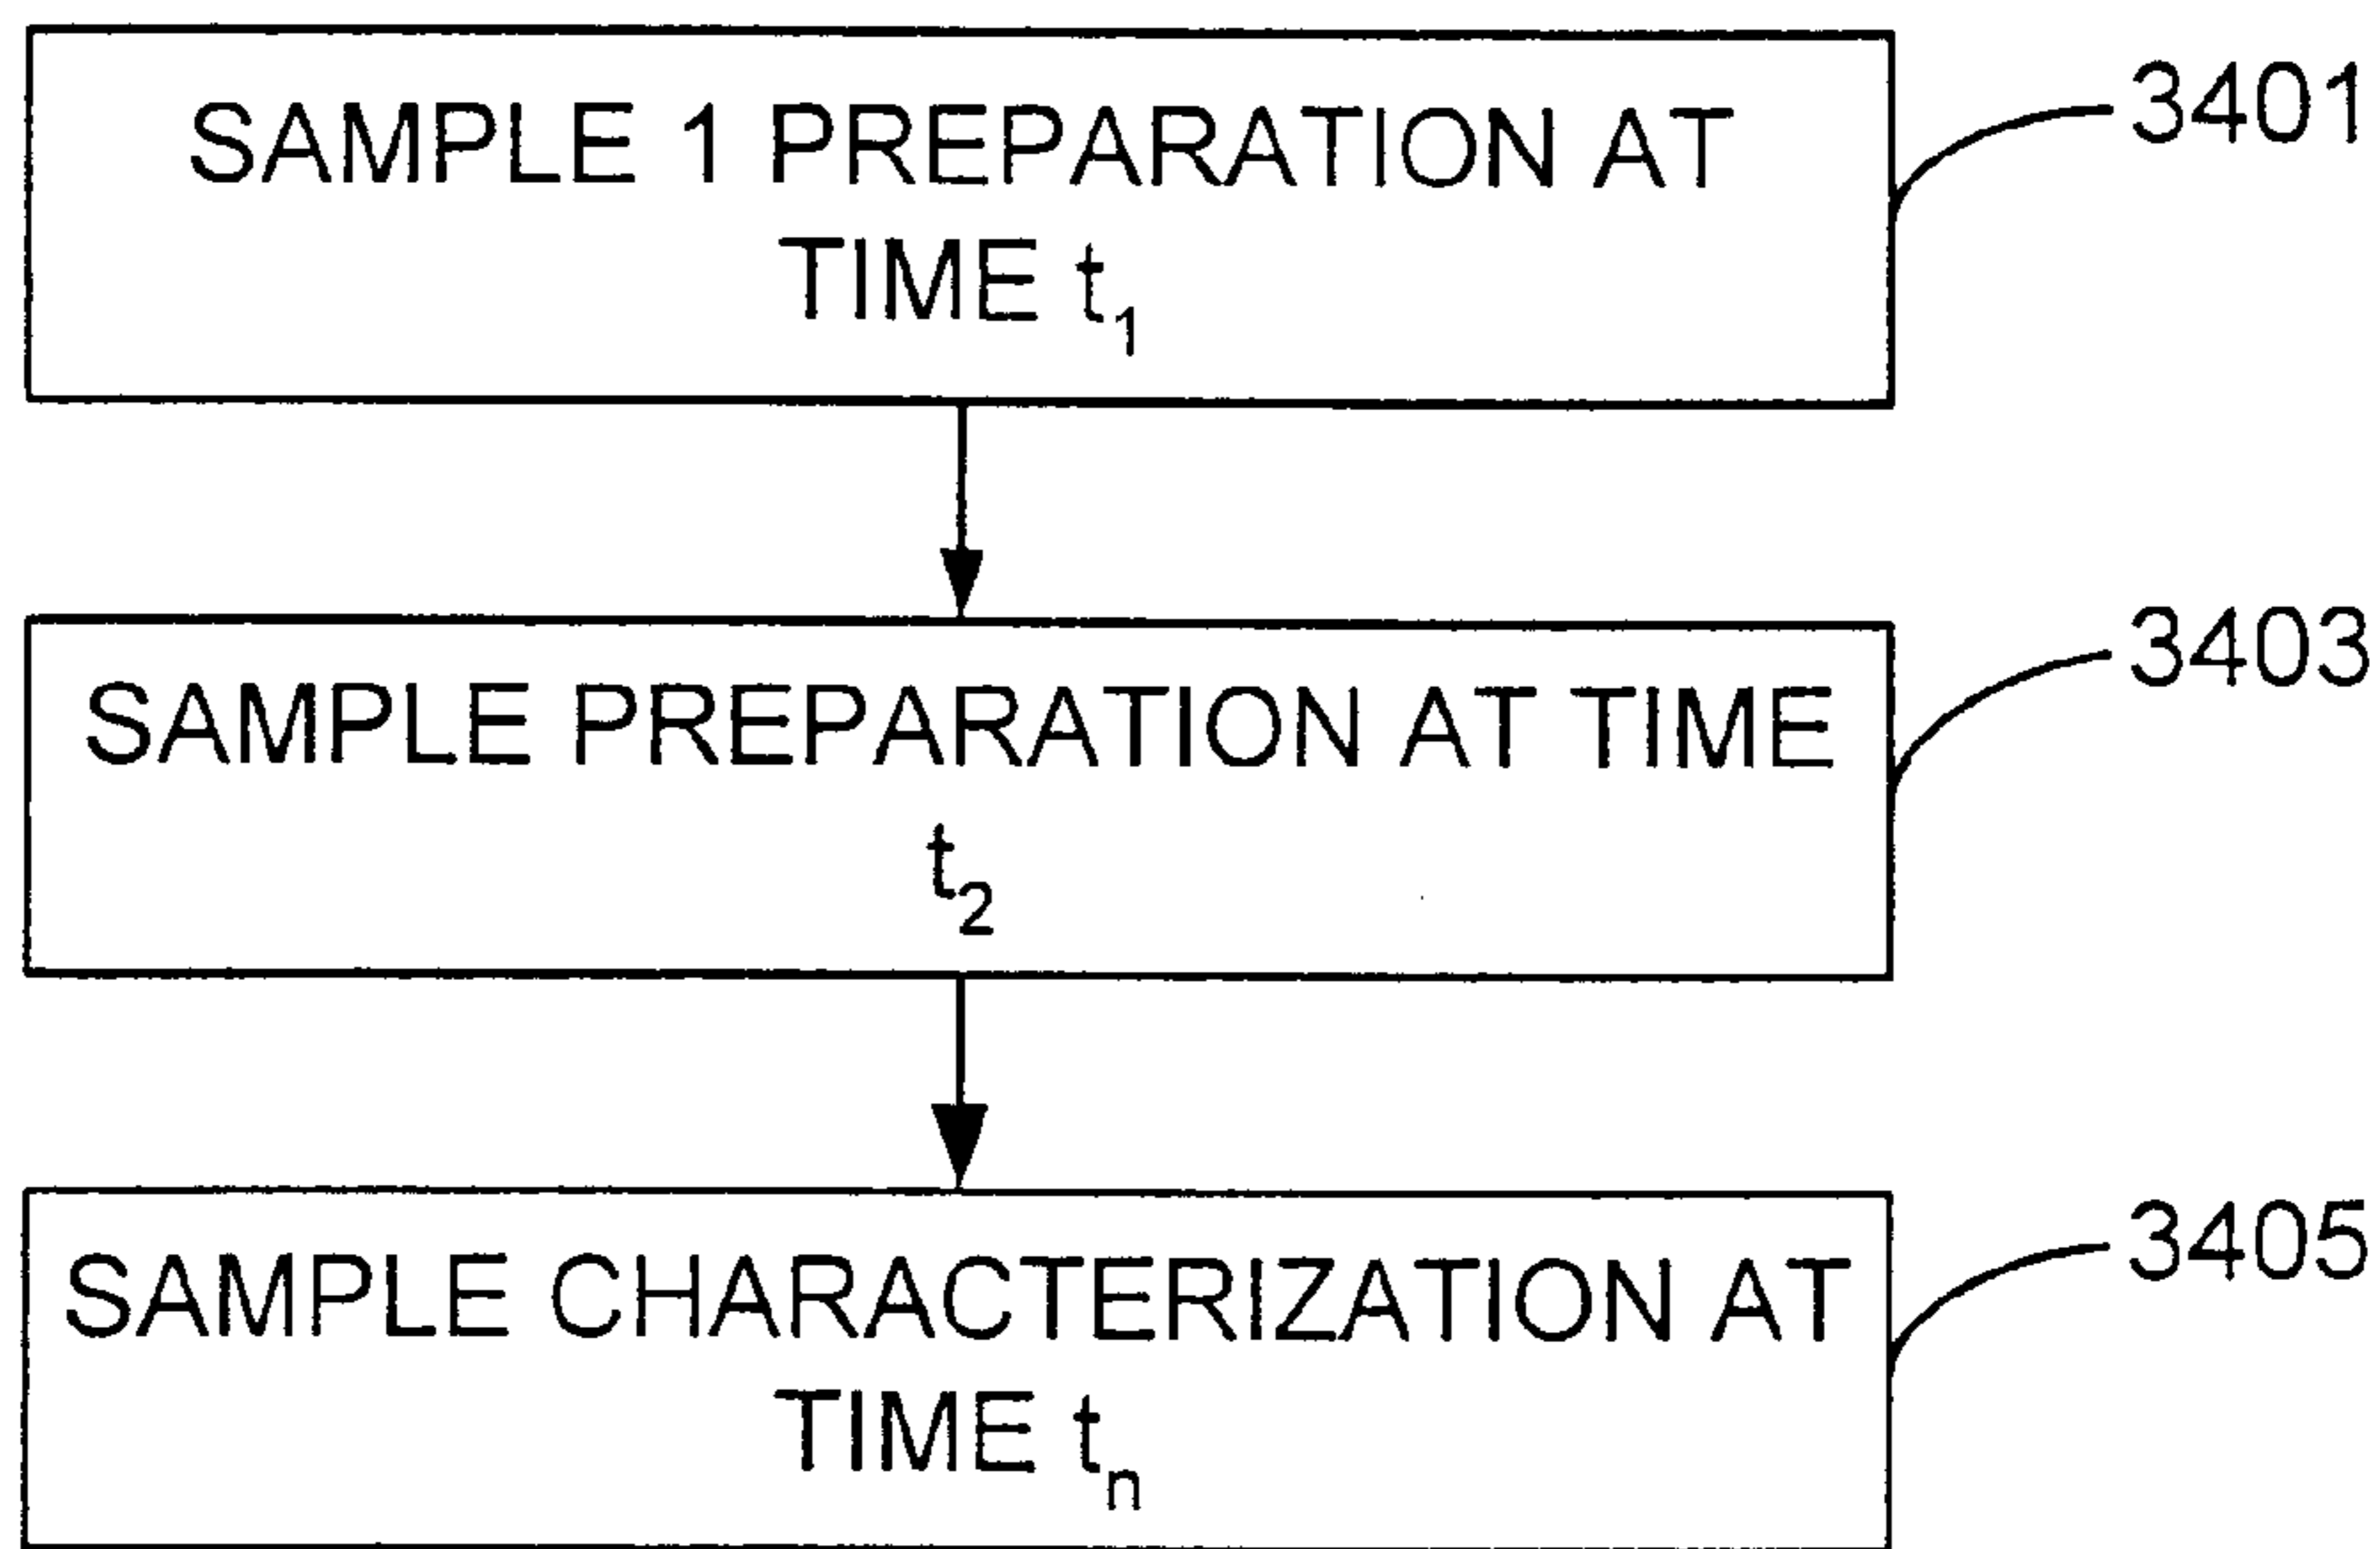 SAMPLE 1 PREPARATION AT
TIME t₁
3401
SAMPLE PREPARATION AT TIME
t₂
3403
SAMPLE CHARACTERIZATION AT
TIME tₙ
3405